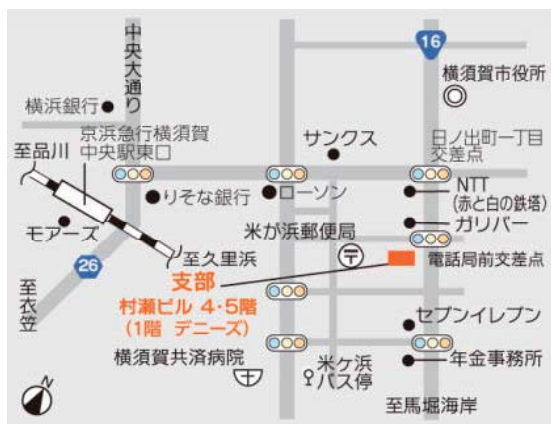 中央大通り
16
横須賀市役所
横浜銀行
京浜急行横須賀
中央駅東口
至品川
サンクス
日ノ出町一丁目
交差点
りそな銀行
ローソン
NTT
(赤と白の鉄塔)
モアーズ
米が浜郵便局
ガリバー
26
至久里浜
〒
電話局前交差点
支部
村瀬ビル 4・5階
(1階 デニーズ)
至衣笠
セブンイレブン
横須賀共済病院
米ヶ浜
バス停
年金事務所
至馬堀海岸
N